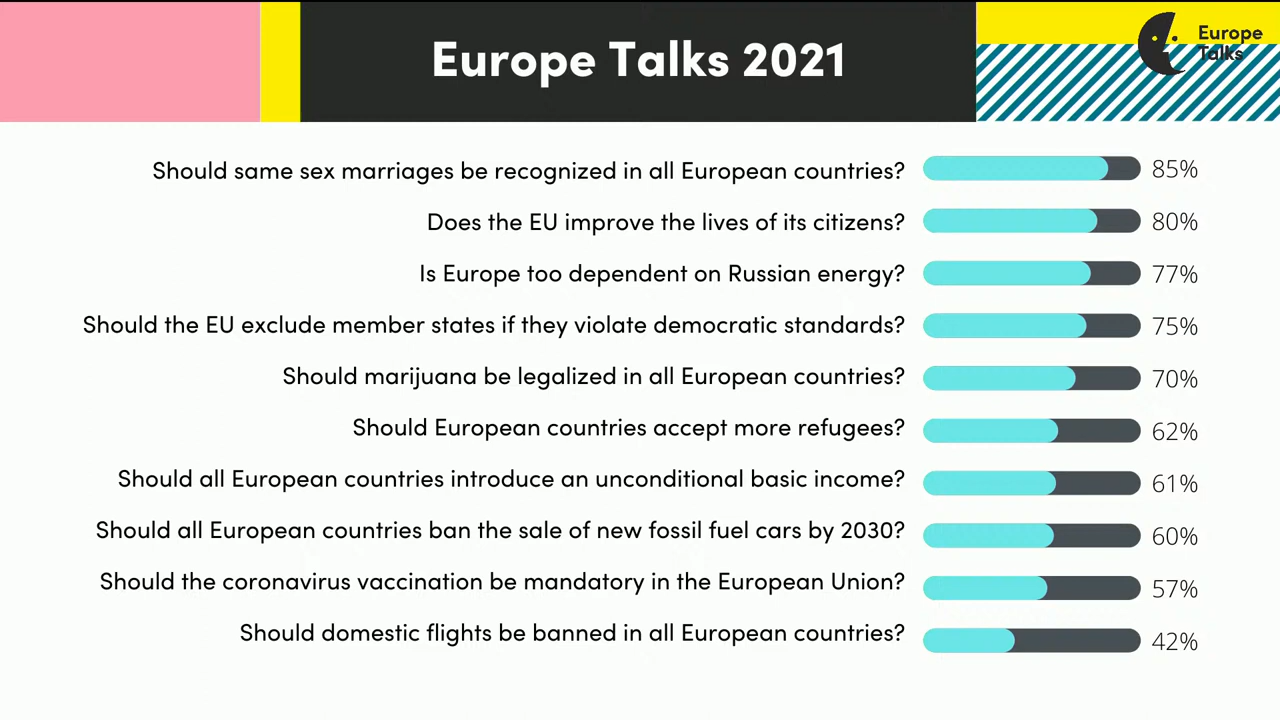 Europe Talks 2021
Europe
Talks
Should same sex marriages be recognized in all European countries? 85%
Does the EU improve the lives of its citizens? 80%
Is Europe too dependent on Russian energy? 77%
Should the EU exclude member states if they violate democratic standards? 75%
Should marijuana be legalized in all European countries? 70%
Should European countries accept more refugees? 62%
Should all European countries introduce an unconditional basic income? 61%
Should all European countries ban the sale of new fossil fuel cars by 2030? 60%
Should the coronavirus vaccination be mandatory in the European Union? 57%
Should domestic flights be banned in all European countries? 42%